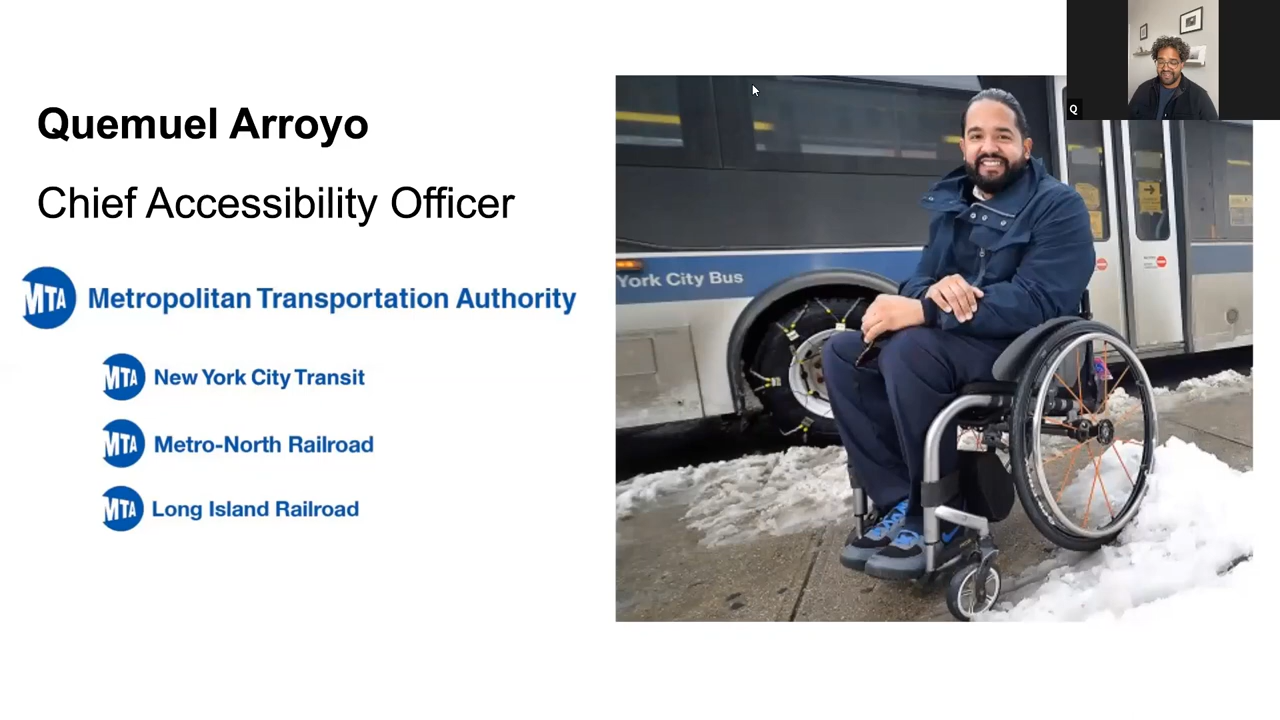 Quemuel Arroyo
Chief Accessibility Officer
MTA Metropolitan Transportation Authority
MTA New York City Transit
MTA Metro-North Railroad
MTA Long Island Railroad
York City Bus
Q